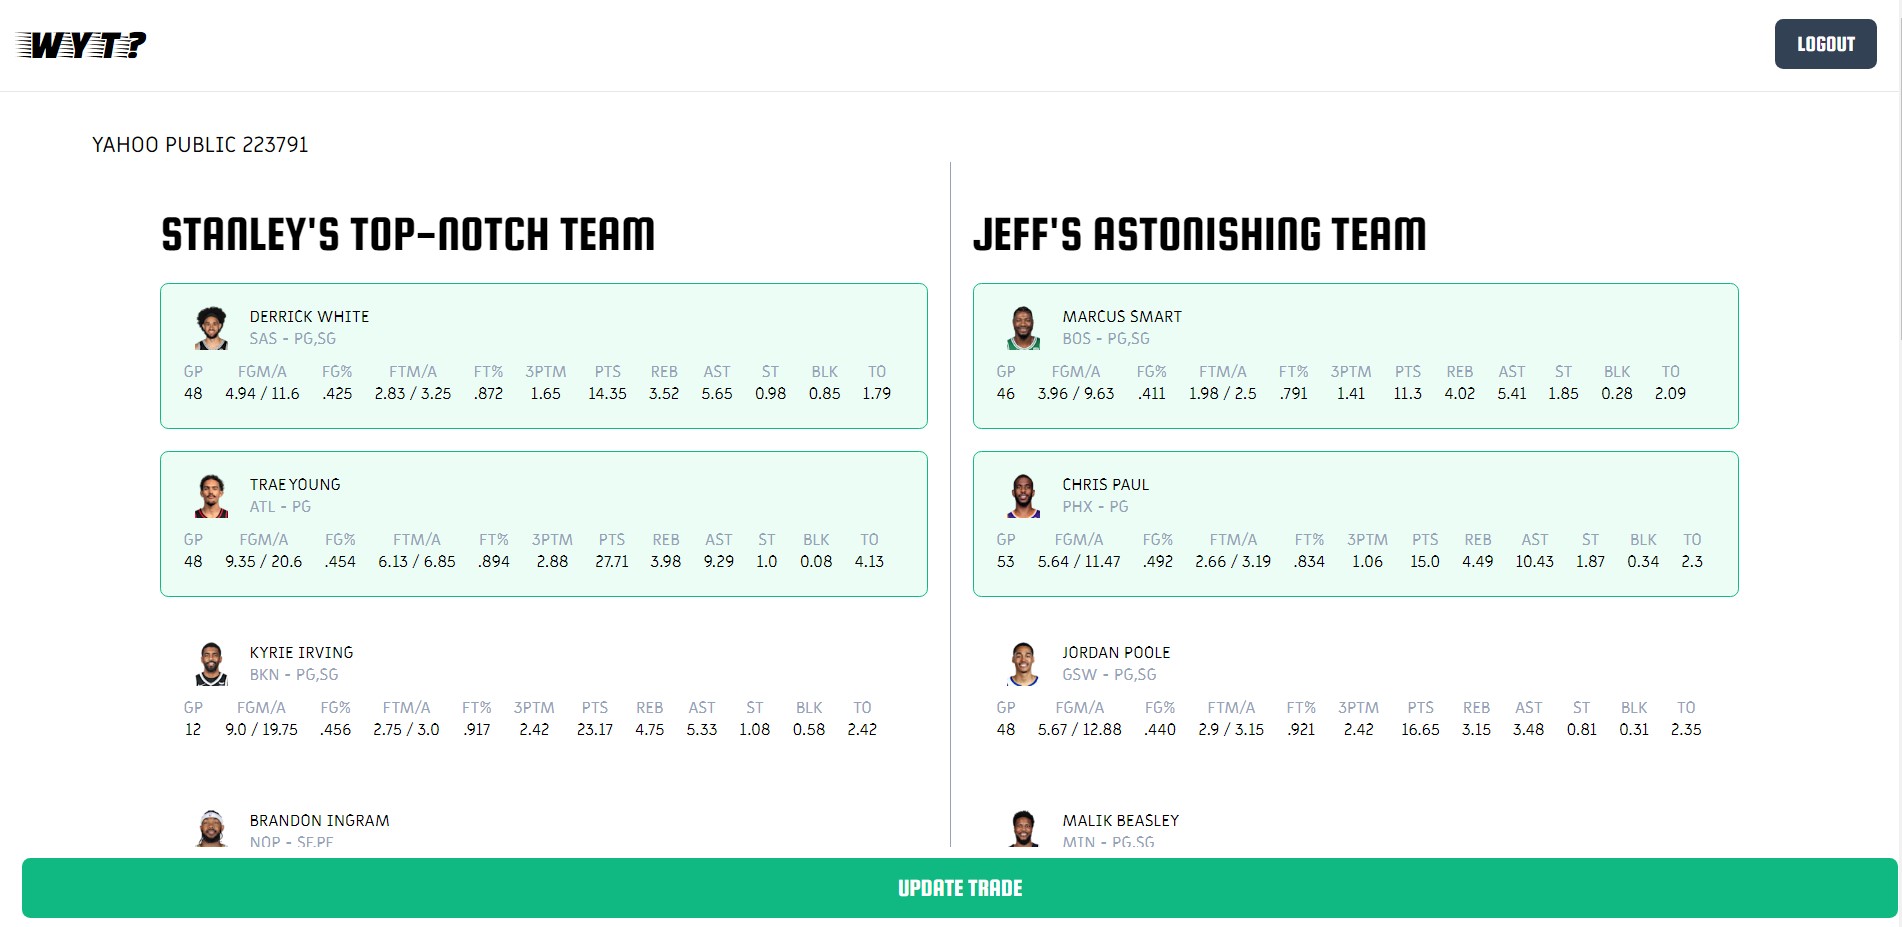 WYT?
LOGOUT
YAHOO PUBLIC 223791
STANLEY'S TOP-NOTCH TEAM
DERRICK WHITE
SAS - PG,SG
GP FGM/A FG% FTM/A FT% 3PTM PTS REB AST ST BLK TO
48 4.94 / 11.6 .425 2.83 / 3.25 .872 1.65 14.35 3.52 5.65 0.98 0.85 1.79
TRAE YOUNG
ATL - PG
GP FGM/A FG% FTM/A FT% 3PTM PTS REB AST ST BLK TO
48 9.35 / 20.6 .454 6.13 / 6.85 .894 2.88 27.71 3.98 9.29 1.0 0.08 4.13
KYRIE IRVING
BKN - PG,SG
GP FGM/A FG% FTM/A FT% 3PTM PTS REB AST ST BLK TO
12 9.0 / 19.75 .456 2.75 / 3.0 .917 2.42 23.17 4.75 5.33 1.08 0.58 2.42
BRANDON INGRAM
NOP - SF,PF
JEFF'S ASTONISHING TEAM
MARCUS SMART
BOS - PG,SG
GP FGM/A FG% FTM/A FT% 3PTM PTS REB AST ST BLK TO
46 3.96 / 9.63 .411 1.98 / 2.5 .791 1.41 11.3 4.02 5.41 1.85 0.28 2.09
CHRIS PAUL
PHX - PG
GP FGM/A FG% FTM/A FT% 3PTM PTS REB AST ST BLK TO
53 5.64 / 11.47 .492 2.66 / 3.19 .834 1.06 15.0 4.49 10.43 1.87 0.34 2.3
JORDAN POOLE
GSW - PG,SG
GP FGM/A FG% FTM/A FT% 3PTM PTS REB AST ST BLK TO
48 5.67 / 12.88 .440 2.9 / 3.15 .921 2.42 16.65 3.15 3.48 0.81 0.31 2.35
MALIK BEASLEY
MIN - PG,SG
UPDATE TRADE